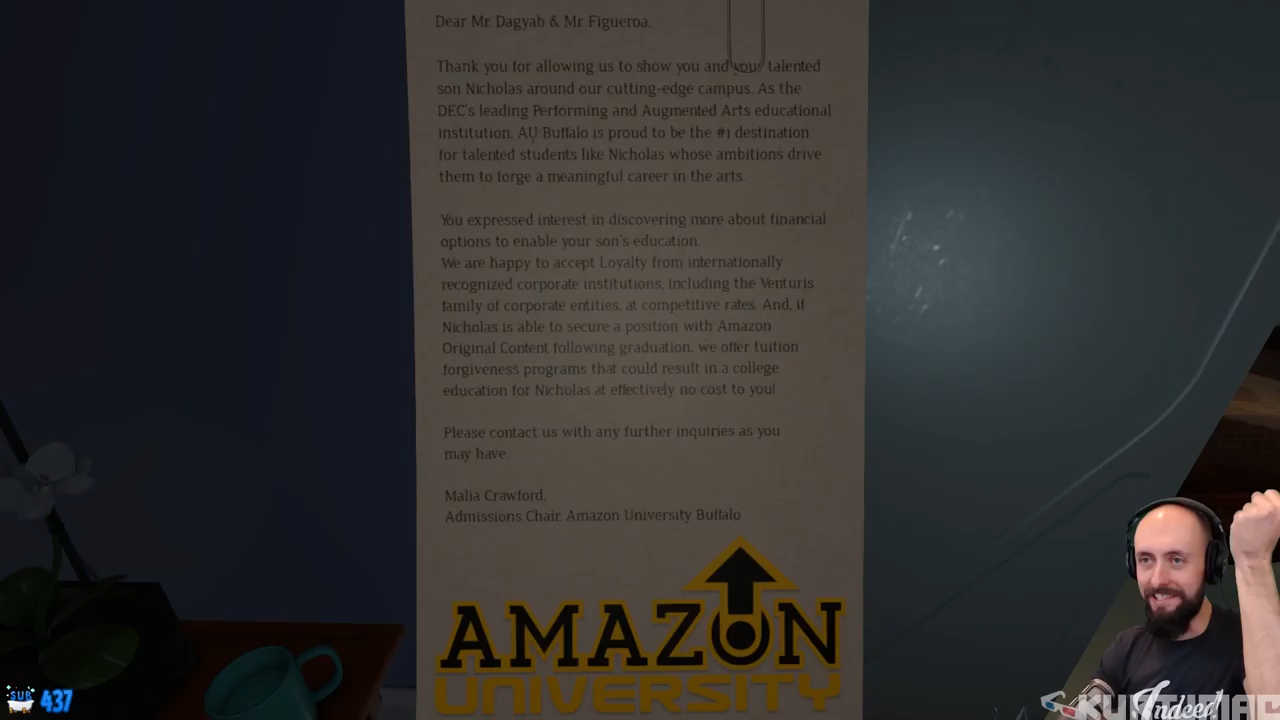 Dear Mr. Dagyab & Mr Figueroa,
Thank you for allowing us to show you and your talented
son Nicholas around our cutting-edge campus. As the
DEC's leading Performing and Augmented Arts educational
institution, AU Buffalo is proud to be the #1 destination
for talented students like Nicholas whose ambitions drive
them to forge a meaningful career in the arts.
You expressed interest in discovering more about financial
options to enable your son's education.
We are happy to accept Loyalty from internationally
recognized corporate institutions, including the Venturis
family of corporate entities, at competitive rates. And, if
Nicholas is able to secure a position with Amazon
Original Content following graduation, we offer tuition
forgiveness programs that could result in a college
education for Nicholas at effectively no cost to you!
Please contact us with any further inquiries as you
may have.
Malia Crawford,
Admissions Chair, Amazon University Buffalo
AMAZON
UNIVERSITY
SUB
437
Indeed!